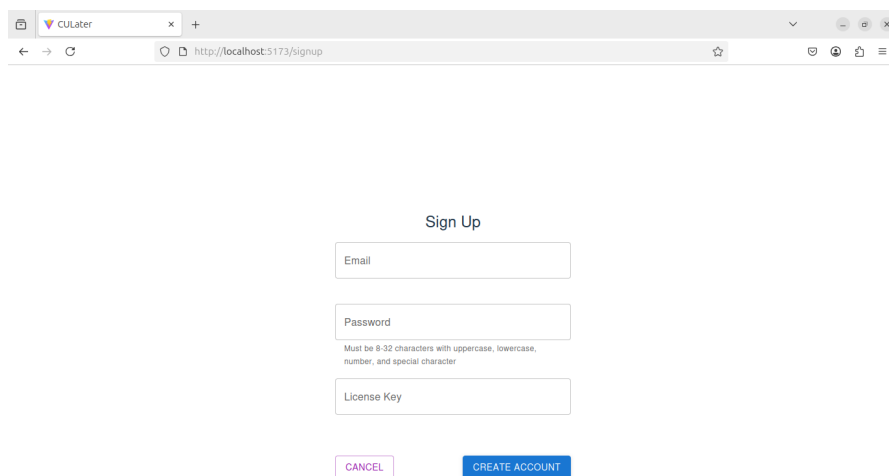 CULater
http://localhost:5173/signup
Sign Up
Email
Password
Must be 8-32 characters with uppercase, lowercase,
number, and special character
License Key
CANCEL
CREATE ACCOUNT